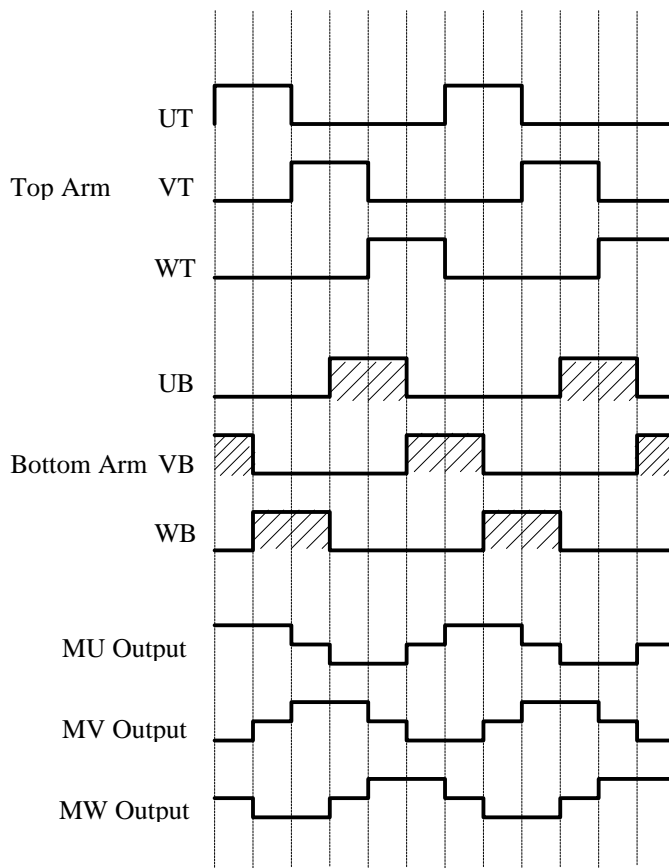 UT
Top Arm VT
WT
UB
Bottom Arm VB
WB
MU Output
MV Output
MW Output